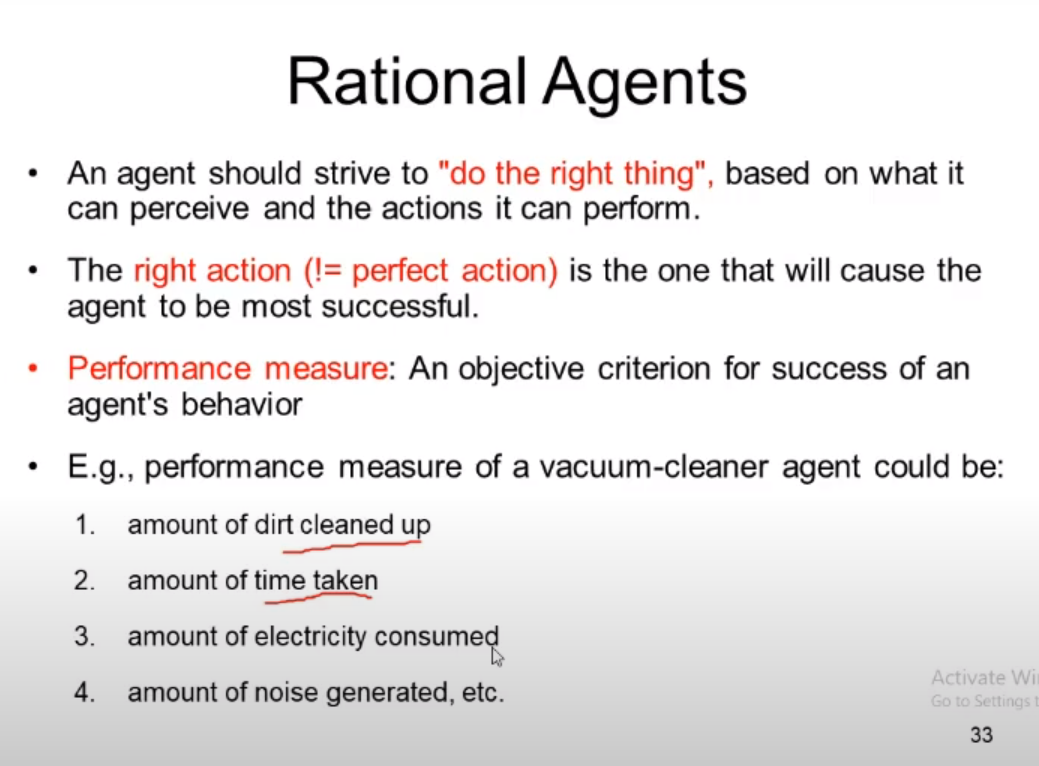 Rational Agents
• An agent should strive to "do the right thing", based on what it
can perceive and the actions it can perform.
• The right action (!= perfect action) is the one that will cause the
agent to be most successful.
• Performance measure: An objective criterion for success of an
agent's behavior
• E.g., performance measure of a vacuum-cleaner agent could be:
1. amount of dirt cleaned up
2. amount of time taken
3. amount of electricity consumed
4. amount of noise generated, etc.
Activate
Go to Settings
33